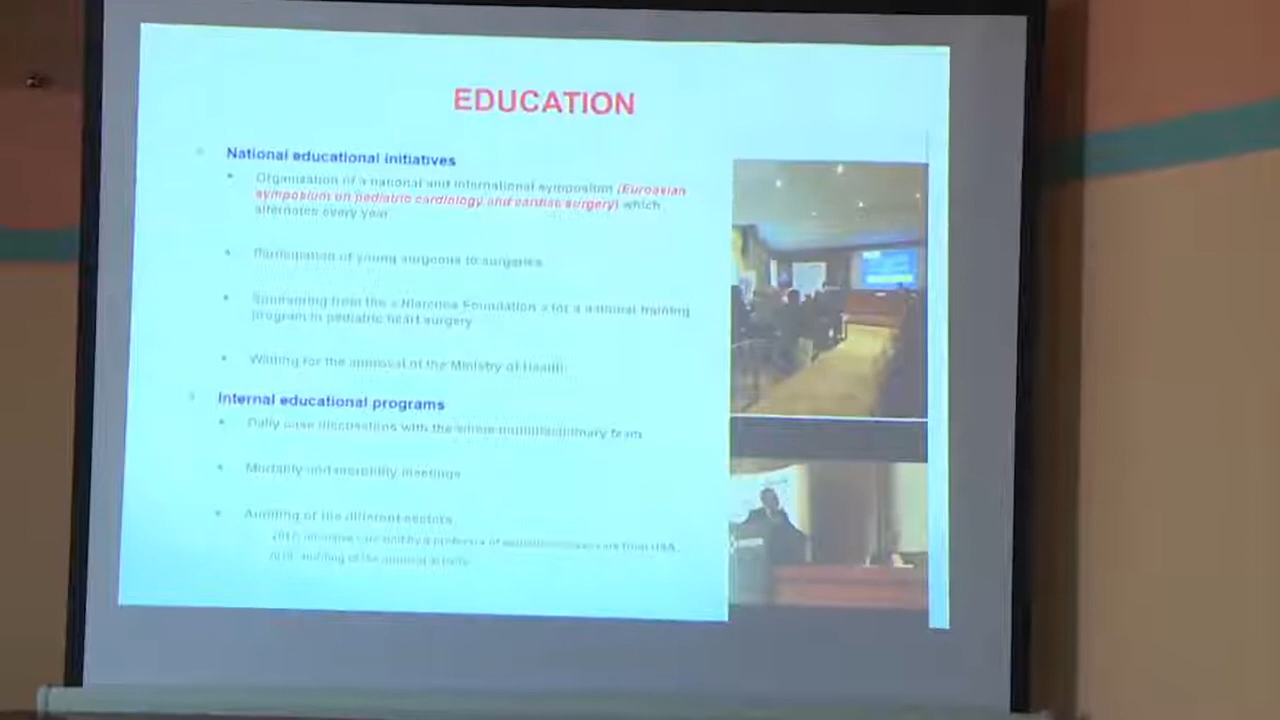 EDUCATION
National educational initiatives
Organization of a national and international symposium (Euroasian
symposium on pediatric cardiology and cardiac surgery) which
alternates every year
Participation of young surgeons to surgeries
Sponsoring from the « Foundation » for a national training
program in pediatric heart surgery
Waiting for the approval of the Ministry of Health
Internal educational programs
Daily case discussions with the whole multidisciplinary team
Mortality and morbidity meetings
Auditing of the different sectors